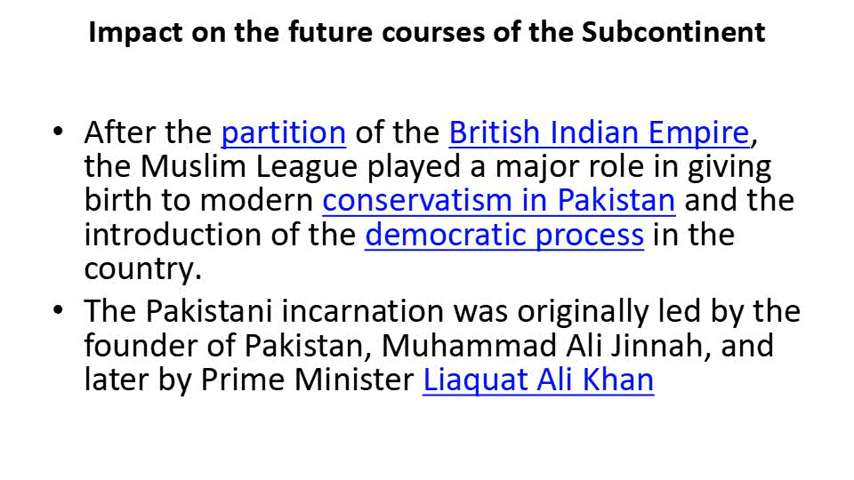 Impact on the future courses of the Subcontinent
• After the partition of the British Indian Empire,
the Muslim League played a major role in giving
birth to modern conservatism in Pakistan and the
introduction of the democratic process in the
country.
• The Pakistani incarnation was originally led by the
founder of Pakistan, Muhammad Ali Jinnah, and
later by Prime Minister Liaquat Ali Khan